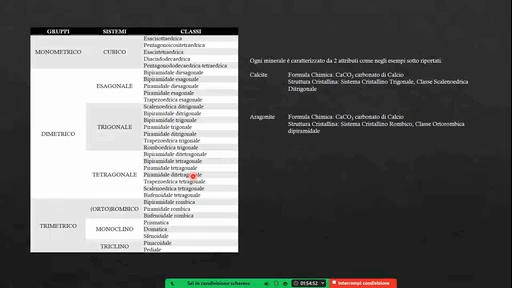 GRUPPI SISTEMI CLASSI
MONOMETRICO
CUBICO
Esacisottaedrica
Pentagonoicositetraedrica
Esacistetraedrica
Diacisdodecaedrica
Pentagonododecaedrica-tetraedrica
DIMETRICO
ESAGONALE
Bipiramidale diesagonale
Bipiramidale esagonale
Piramidale diesagonale
Piramidale esagonale
Trapezoedrica esagonale
TRIGONALE
Scalenoedrica ditrigonale
Bipiramidale ditrigonale
Bipiramidale trigonale
Piramidale trigonale
Piramidale ditrigonale
Trapezoedrica trigonale
Romboedrica trigonale
TETRAGONALE
Bipiramidale ditetragonale
Bipiramidale tetragonale
Piramidale tetragonale
Piramidale ditetragonale
Trapezoedrica tetragonale
Scalenoedrica tetragonale
Bisfenoidale tetragonale
TRIMETRICO
(ORTO)ROMBICO
Bipiramidale rombica
Piramidale rombica
Bisfenoidale rombica
MONOCLINO
Prismatica
Domatica
Sfenoidale
TRICLINO
Pinacoidale
Pediale
Ogni minerale è caratterizzato da 2 attributi come negli esempi sotto riportati
Calcite Formula Chimica: CaCO3 carbonato di Calcio
Struttura Cristallina: Sistema Cristallino Trigonale, Classe Scalenoedrica
Ditrigonale
Aragonite Formula Chimica: CaCO3 carbonato di Calcio
Struttura Cristallina: Sistema Cristallino Rombico, Classe Ortorombica
dipiramidale
Sei in condivisione schermo 01:54:52 Interrompi condivisione